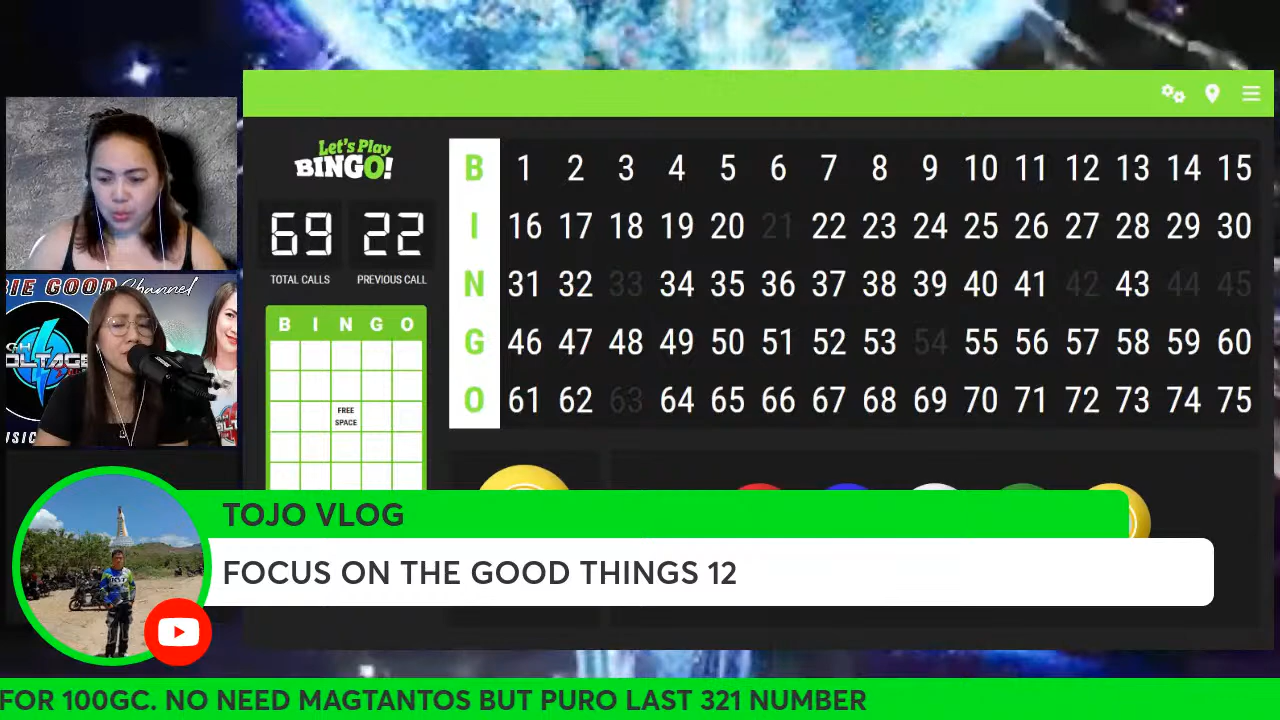 BIE GOOD Channel
VOLTAGE
Let's Play
BINGO!
69 22
TOTAL CALLS PREVIOUS CALL
B I N G O
FREE
SPACE
B 1 2 3 4 5 6 7 8 9 10 11 12 13 14 15
I 16 17 18 19 20 21 22 23 24 25 26 27 28 29 30
N 31 32 33 34 35 36 37 38 39 40 41 42 43 44 45
G 46 47 48 49 50 51 52 53 54 55 56 57 58 59 60
O 61 62 63 64 65 66 67 68 69 70 71 72 73 74 75
TOJO VLOG
FOCUS ON THE GOOD THINGS 12
FOR 100GC. NO NEED MAGTANTOS BUT PURO LAST 321 NUMBER